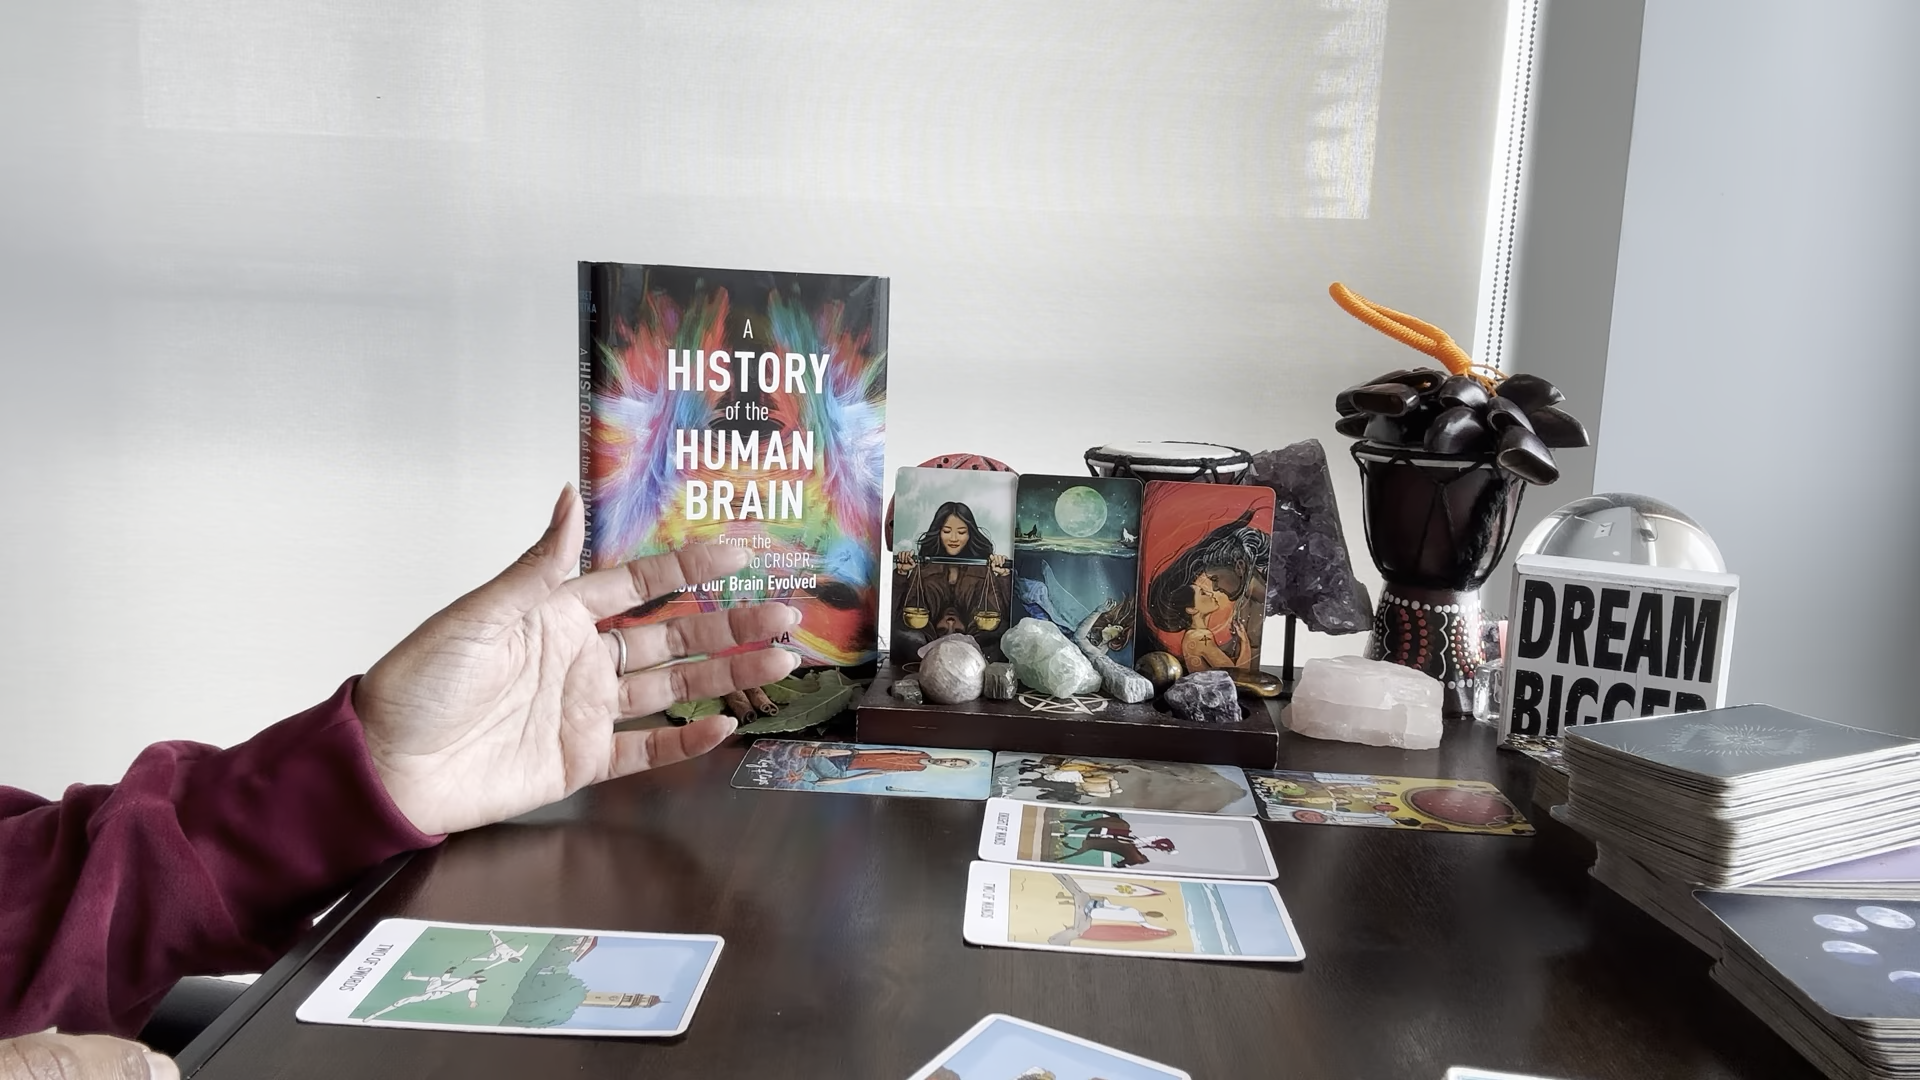 A
HISTORY
of the
HUMAN
BRAIN
From the
to CRISPR,
Our Brain Evolved
A HISTORY of the HUMAN
DREAM
BIGGER
KNIGHT OF WANDS
TWO OF WANDS
TWO OF SWORDS